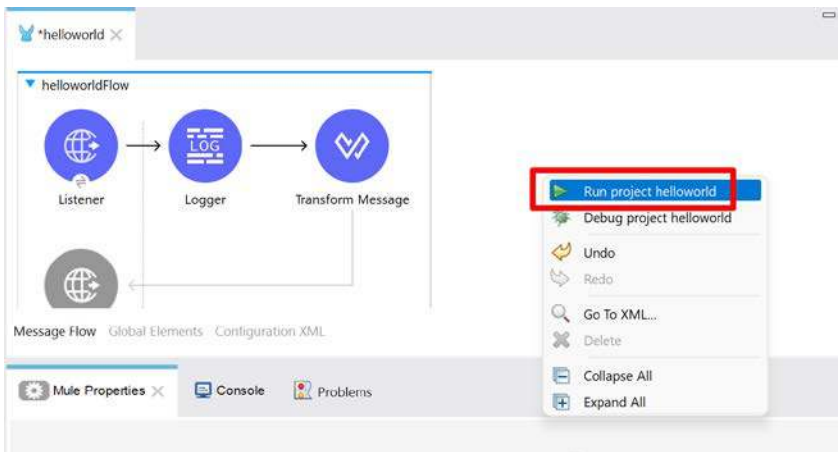 *helloworld
helloworldFlow
LOG
Listener
Logger
Transform Message
Message Flow Global Elements Configuration XML
Run project helloworld
Debug project helloworld
Undo
Redo
Go To XML...
Delete
Collapse All
Expand All
Mule Properties Console Problems